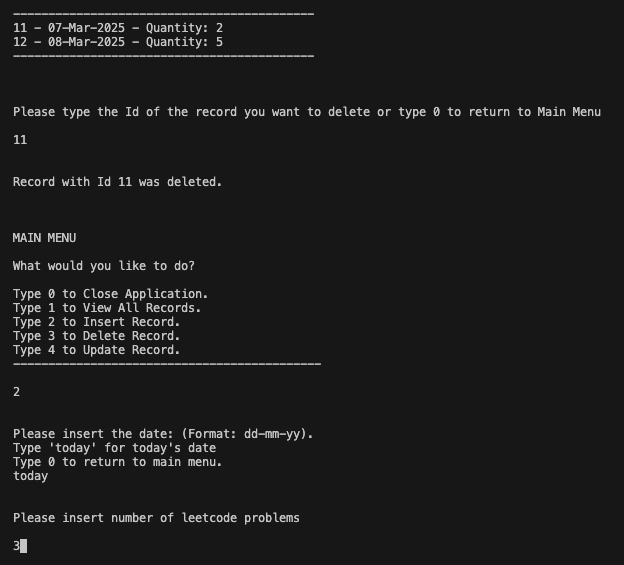 -------------------------------------------
11 - 07-Mar-2025 - Quantity: 2
12 - 08-Mar-2025 - Quantity: 5
-------------------------------------------
Please type the Id of the record you want to delete or type 0 to return to Main Menu
11
Record with Id 11 was deleted.
MAIN MENU
What would you like to do?
Type 0 to Close Application.
Type 1 to View All Records.
Type 2 to Insert Record.
Type 3 to Delete Record.
Type 4 to Update Record.
--------------------------------------------
2
Please insert the date: (Format: dd-mm-yy).
Type 'today' for today's date
Type 0 to return to main menu.
today
Please insert number of leetcode problems
3